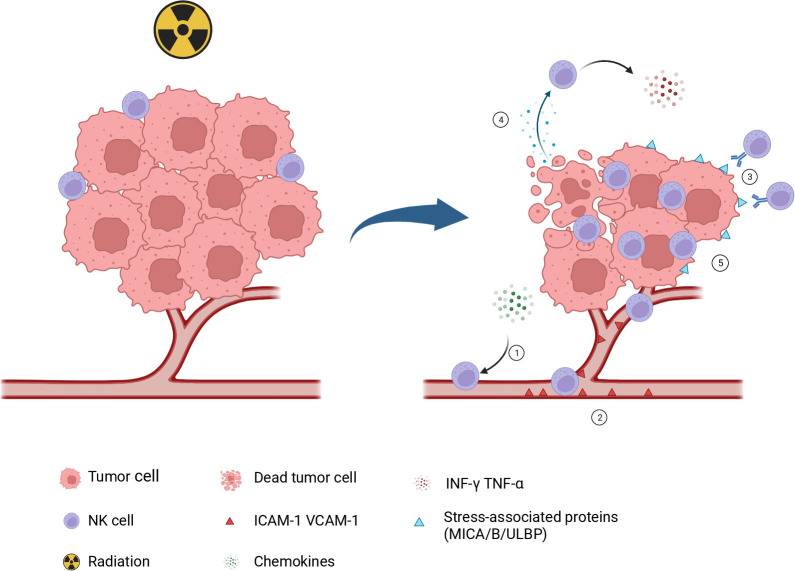 4
3
5
1
2
Tumor cell
Dead tumor cell
INF-γ TNF-α
NK cell
ICAM-1 VCAM-1
Stress-associated proteins
(MICA/B/ULBP)
Radiation
Chemokines